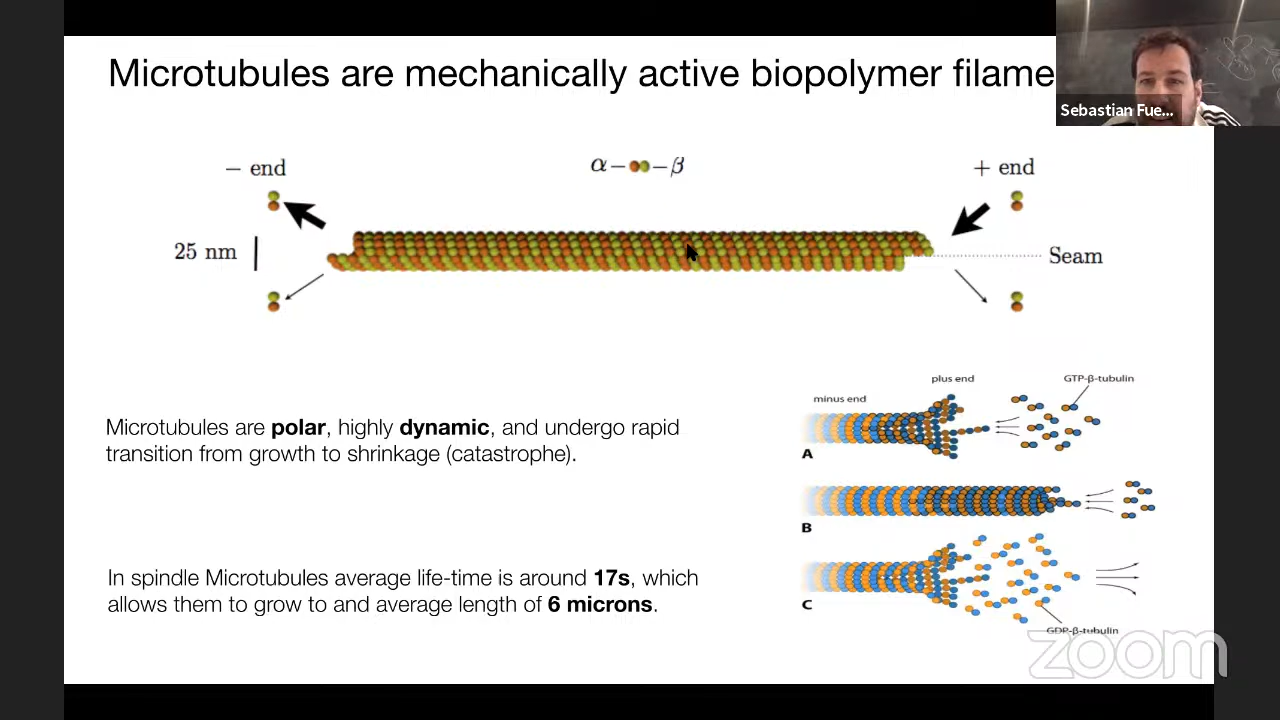 Microtubules are mechanically active biopolymer filame
Sebastian Fue...
− end
α – – β
+ end
25 nm
Seam
plus end
GTP-β-tubulin
minus end
A
Microtubules are polar, highly dynamic, and undergo rapid
transition from growth to shrinkage (catastrophe).
B
In spindle Microtubules average life-time is around 17s, which
allows them to grow to and average length of 6 microns.
C
GDP-β-tubulin
zoom